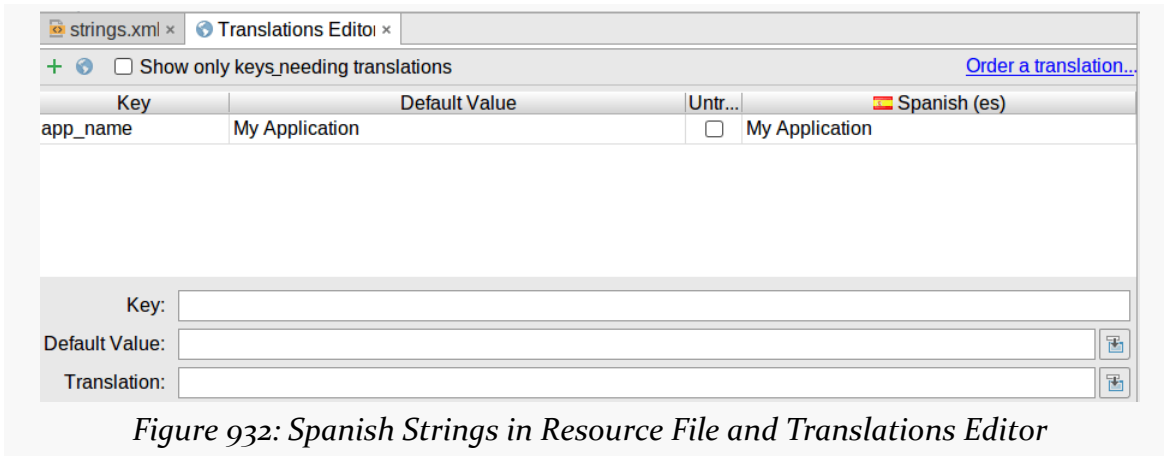 strings.xml × Translations Editor ×
Show only keys needing translations Order a translation...
Key Default Value Untr... Spanish (es)
app_name My Application My Application
Key:
Default Value:
Translation:
Figure 932: Spanish Strings in Resource File and Translations Editor